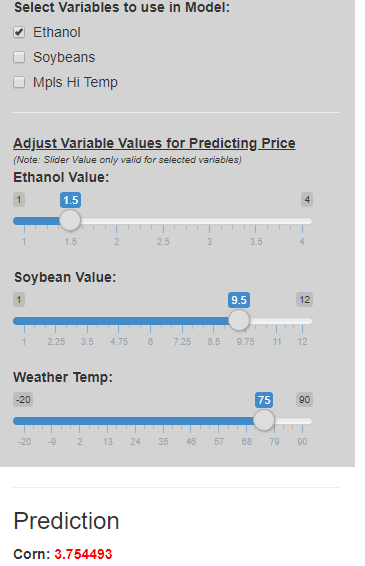 Select Variables to use in Model:
Ethanol
Soybeans
Mpls Hi Temp
Adjust Variable Values for Predicting Price
(Note: Slider Value only valid for selected variables)
Ethanol Value:
1 1.5 4
1 1.5 2 2.5 3 3.5 4
Soybean Value:
1 9.5 12
1 2.25 3.5 4.75 6 7.25 8.5 9.75 11 12
Weather Temp:
-20 75 90
-20 -9 2 13 24 35 46 57 68 79 90
Prediction
Corn: 3.754493